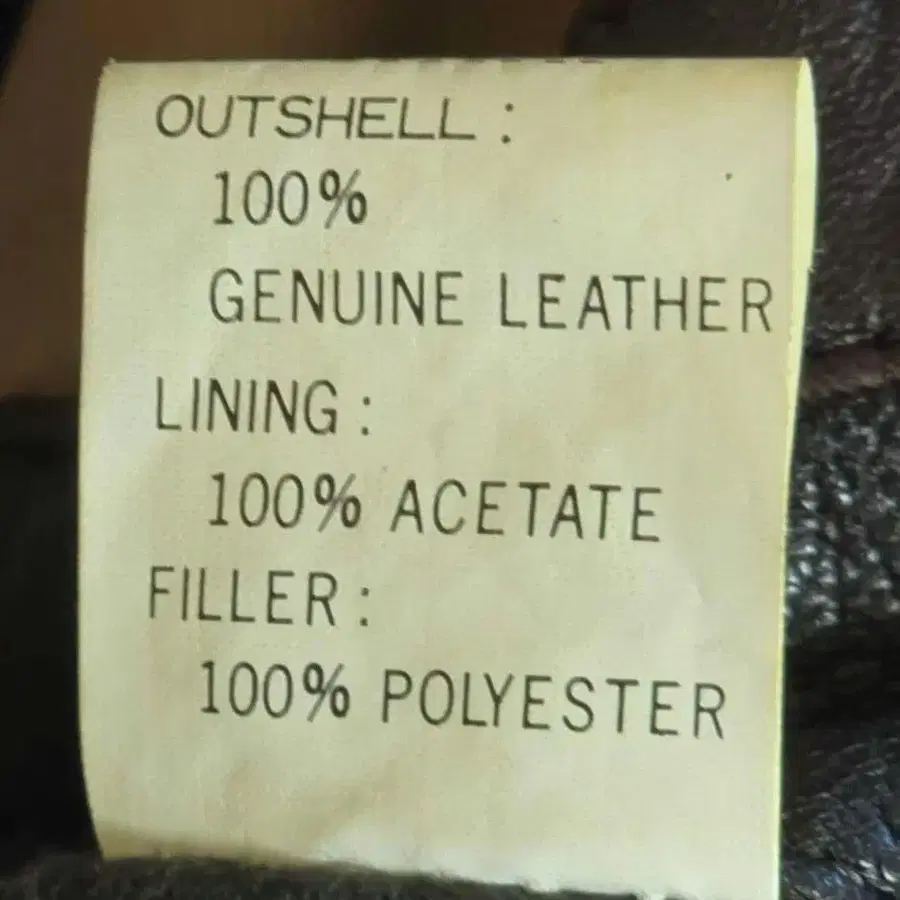 OUTSHELL :
100%
GENUINE LEATHER
LINING :
100% ACETATE
FILLER :
100% POLYESTER